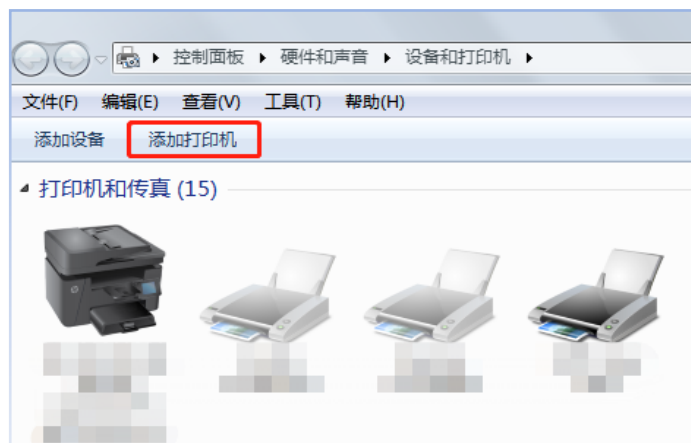 控制面板 ▸ 硬件和声音 ▸ 设备和打印机 ▸
文件(F) 编辑(E) 查看(V) 工具(T) 帮助(H)
添加设备 添加打印机
打印机和传真 (15)